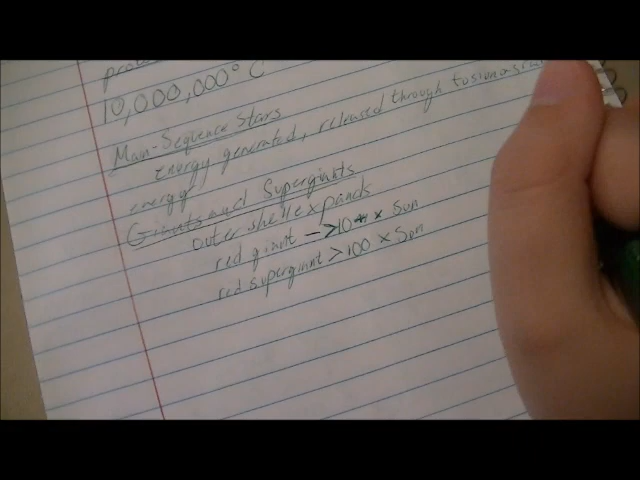 10,000,000° C
Main-Sequence Stars
energy generated, released through fusion
energy
Giants and Supergiants
outer shell expands
red giant -> 10 x Sun
red supergiant > 100 x Sun